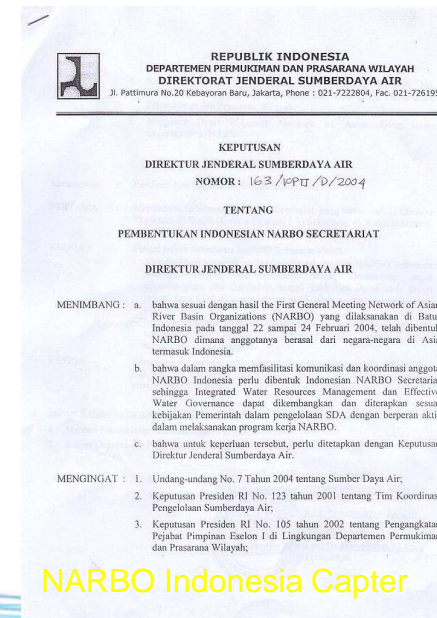 REPUBLIK INDONESIA
DEPARTEMEN PERMUKIMAN DAN PRASARANA WILAYAH
DIREKTORAT JENDERAL SUMBERDAYA AIR
Jl. Pattimura No.20 Kebayoran Baru, Jakarta, Phone : 021-7222804, Fac. 021-726195
KEPUTUSAN
DIREKTUR JENDERAL SUMBERDAYA AIR
NOMOR : 163/KPTS/D/2004
TENTANG
PEMBENTUKAN INDONESIAN NARBO SECRETARIAT
DIREKTUR JENDERAL SUMBERDAYA AIR
MENIMBANG : a. bahwa sesuai dengan hasil the First General Meeting Network of Asian
River Basin Organizations (NARBO) yang dilaksanakan di Batu
Indonesia pada tanggal 22 sampai 24 Februari 2004, telah dibentuk
NARBO dimana anggotanya berasal dari negara-negara di Asia
termasuk Indonesia.
b. bahwa dalam rangka memfasilitasi komunikasi dan koordinasi anggota
NARBO Indonesia perlu dibentuk Indonesian NARBO Secretariat
sehingga Integrated Water Resources Management dan Effective
Water Governance dapat dikembangkan dan diterapkan sesuai
kebijakan Pemerintah dalam pengelolaan SDA dengan berperan aktif
dalam melaksanakan program kerja NARBO.
c. bahwa untuk keperluan tersebut, perlu ditetapkan dengan Keputusan
Direktur Jenderal Sumberdaya Air.
MENGINGAT : 1. Undang-undang No. 7 Tahun 2004 tentang Sumber Daya Air;
2. Keputusan Presiden RI No. 123 tahun 2001 tentang Tim Koordinasi
Pengelolaan Sumberdaya Air;
3. Keputusan Presiden RI No. 105 tahun 2002 tentang Pengangkatan
Pejabat Pimpinan Eselon I di Lingkungan Departemen Permukiman
dan Prasarana Wilayah;
NARBO Indonesia Capter